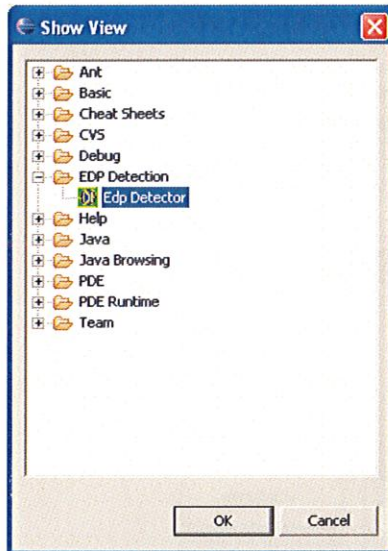 Show View
Ant
Basic
Cheat Sheets
CVS
Debug
EDP Detection
Edp Detector
Help
Java
Java Browsing
PDE
PDE Runtime
Team
OK Cancel